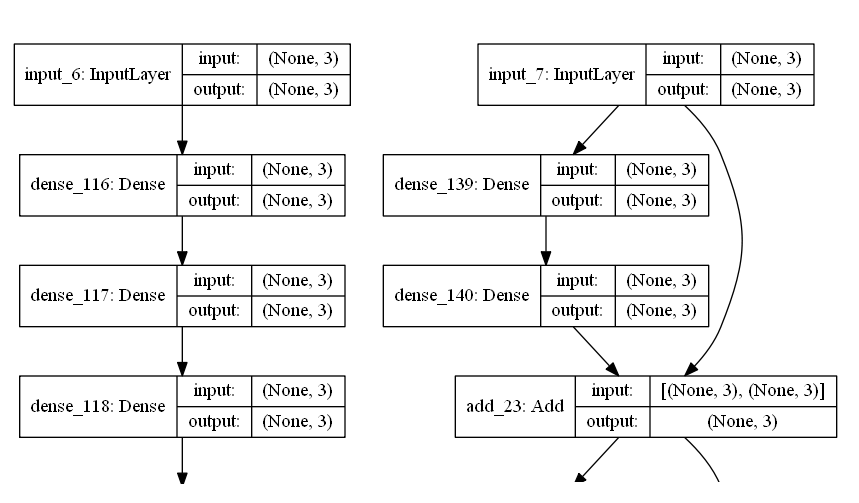 input_6: InputLayer
input:
(None, 3)
output:
(None, 3)
dense_116: Dense
input:
(None, 3)
output:
(None, 3)
dense_117: Dense
input:
(None, 3)
output:
(None, 3)
dense_118: Dense
input:
(None, 3)
output:
(None, 3)
input_7: InputLayer
input:
(None, 3)
output:
(None, 3)
dense_139: Dense
input:
(None, 3)
output:
(None, 3)
dense_140: Dense
input:
(None, 3)
output:
(None, 3)
add_23: Add
input:
[(None, 3), (None, 3)]
output:
(None, 3)